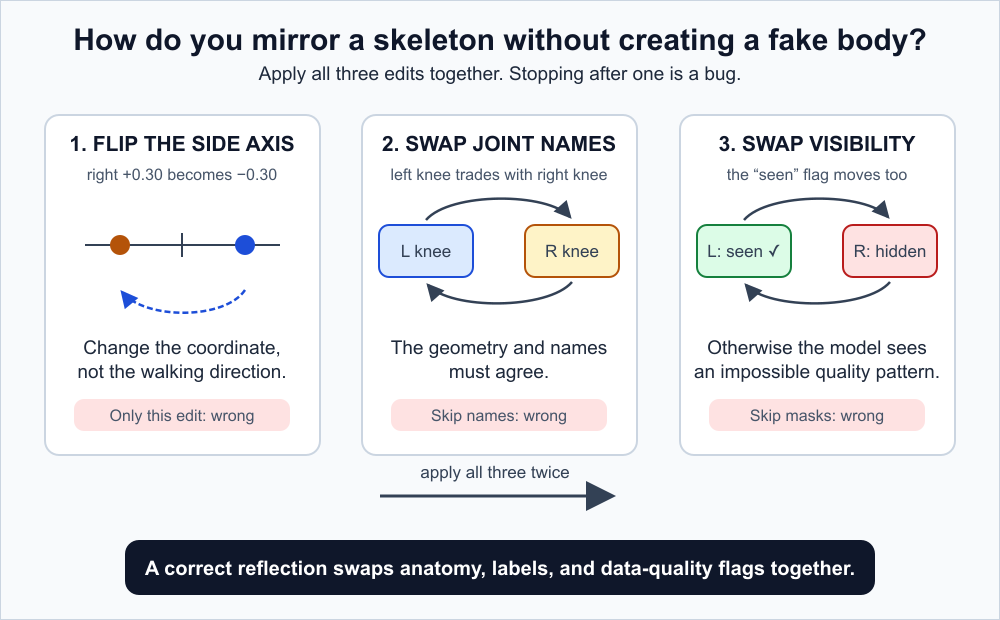 How do you mirror a skeleton without creating a fake body?
Apply all three edits together. Stopping after one is a bug.
1. FLIP THE SIDE AXIS
right +0.30 becomes −0.30
Change the coordinate,
not the walking direction.
Only this edit: wrong
2. SWAP JOINT NAMES
left knee trades with right knee
L knee
R knee
The geometry and names
must agree.
Skip names: wrong
3. SWAP VISIBILITY
the “seen” flag moves too
L: seen ✓
R: hidden
Otherwise the model sees
an impossible quality pattern.
Skip masks: wrong
apply all three twice
A correct reflection swaps anatomy, labels, and data-quality flags together.